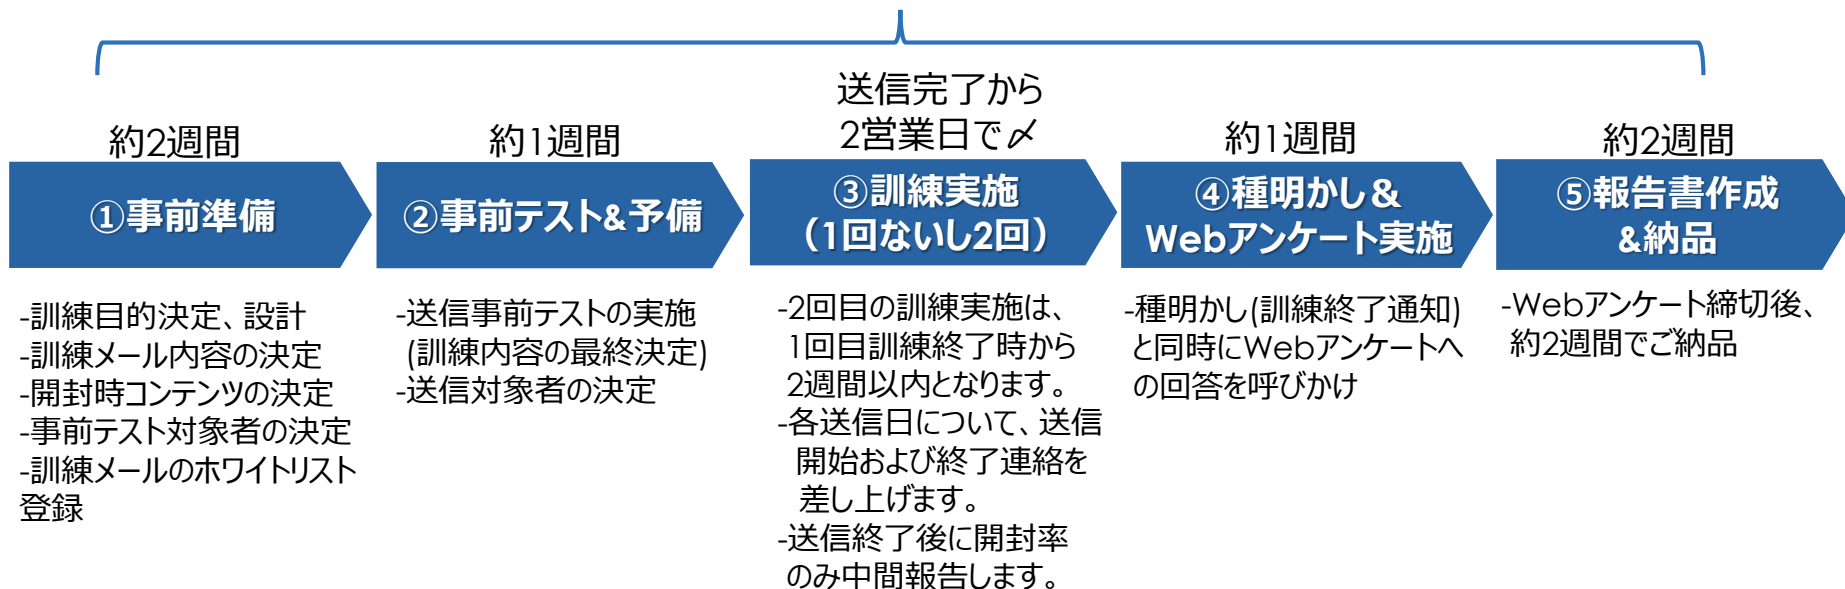 約2週間
①事前準備
-訓練目的決定、設計
-訓練メール内容の決定
-開封時コンテンツの決定
-事前テスト対象者の決定
-訓練メールのホワイトリスト
登録
約1週間
②事前テスト&予備
-送信事前テストの実施
(訓練内容の最終決定)
-送信対象者の決定
送信完了から
2営業日で〆
③訓練実施
（1回ないし2回）
-2回目の訓練実施は、
1回目訓練終了時から
2週間以内となります。
-各送信日について、送信
開始および終了連絡を
差し上げます。
-送信終了後に開封率
のみ中間報告します。
約1週間
④種明かし＆
Webアンケート実施
-種明かし(訓練終了通知)
と同時にWebアンケートへ
の回答を呼びかけ
約2週間
⑤報告書作成
&納品
-Webアンケート締切後、
約2週間でご納品